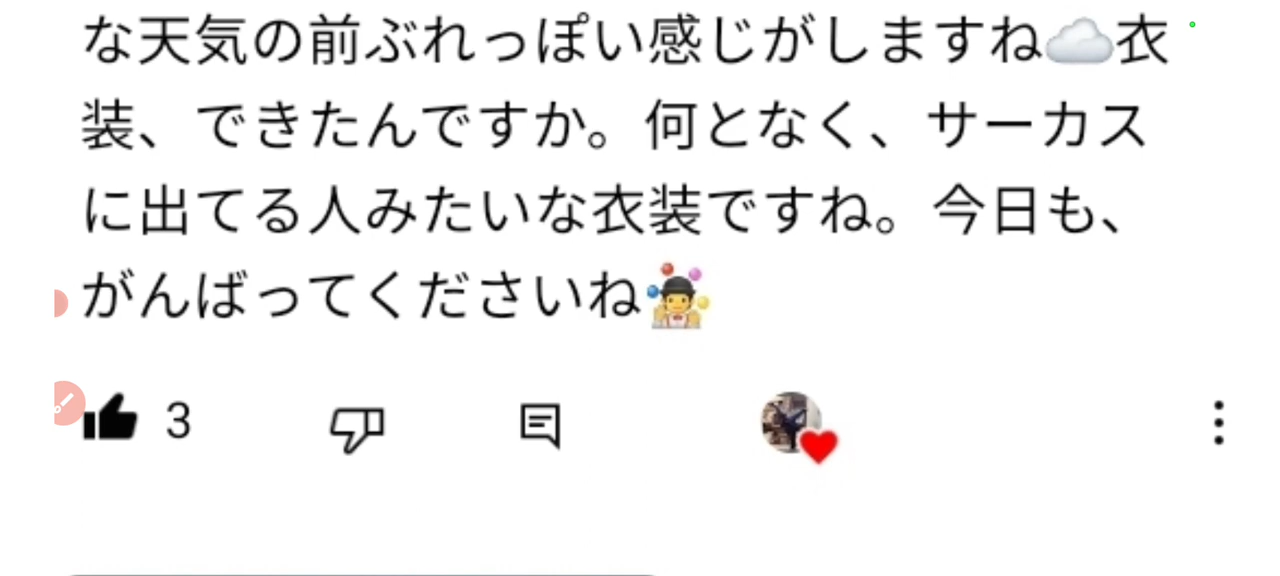 な天気の前ぶれっぽい感じがしますね☁️衣
装、できたんですか。何となく、サーカス
に出てる人みたいな衣装ですね。今日も、
がんばってくださいね🤹
3